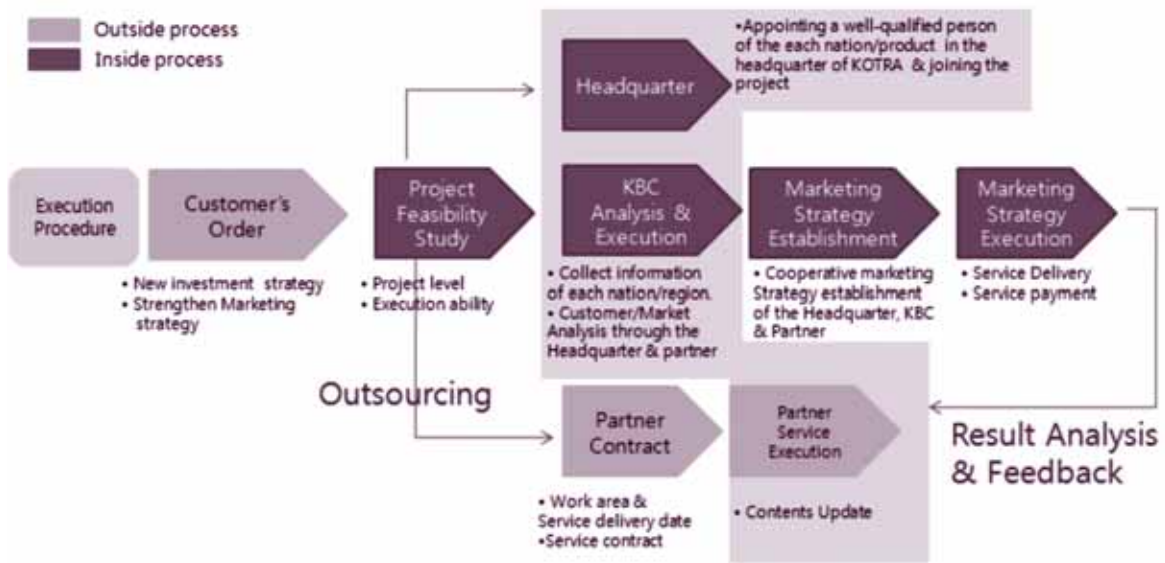 Outside process
Inside process
Headquarter
•Appointing a well-qualified person
of the each nation/product in the
headquarter of KOTRA & joining the
project
Execution
Procedure
Customer's
Order
• New investment strategy
• Strengthen Marketing
strategy
Project
Feasibility
Study
• Project level
• Execution ability
KBC
Analysis &
Execution
• Collect information
of each nation/region.
• Customer/Market
Analysis through the
Headquarter & partner
Marketing
Strategy
Establishment
• Cooperative marketing
Strategy establishment
of the Headquarter, KBC
& Partner
Marketing
Strategy
Execution
• Service Delivery
• Service payment
Outsourcing
Partner
Contract
• Work area &
Service delivery date
•Service contract
Partner
Service
Execution
• Contents Update
Result Analysis
& Feedback